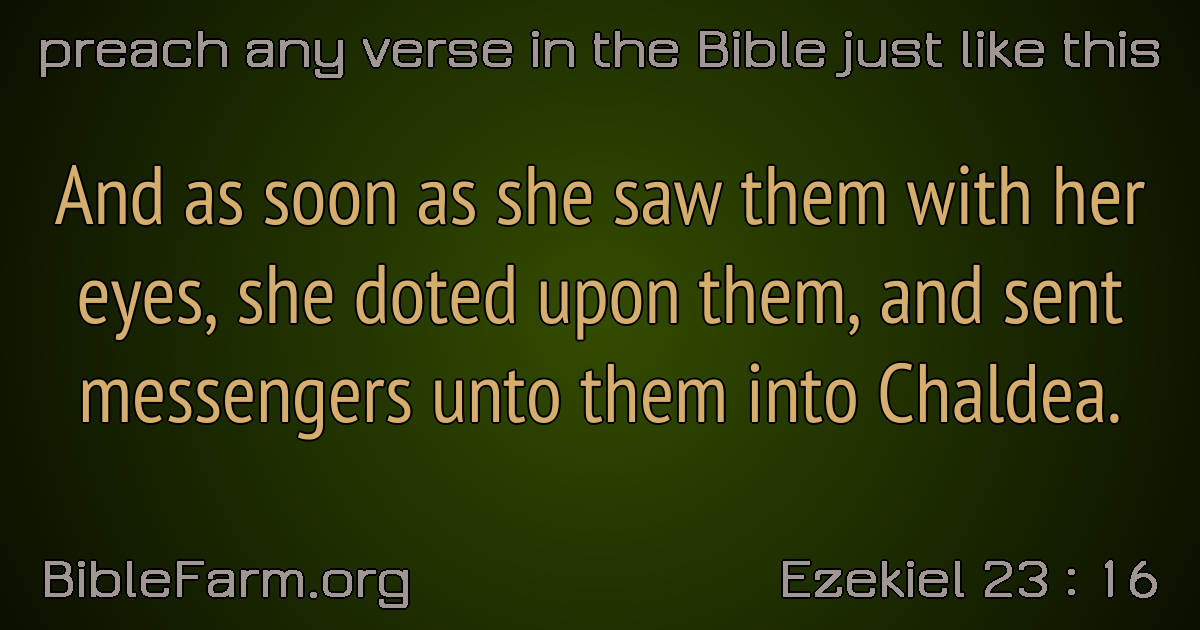 preach any verse in the Bible just like this
And as soon as she saw them with her
eyes, she doted upon them, and sent
messengers unto them into Chaldea.
BibleFarm.org
Ezekiel 23 : 16